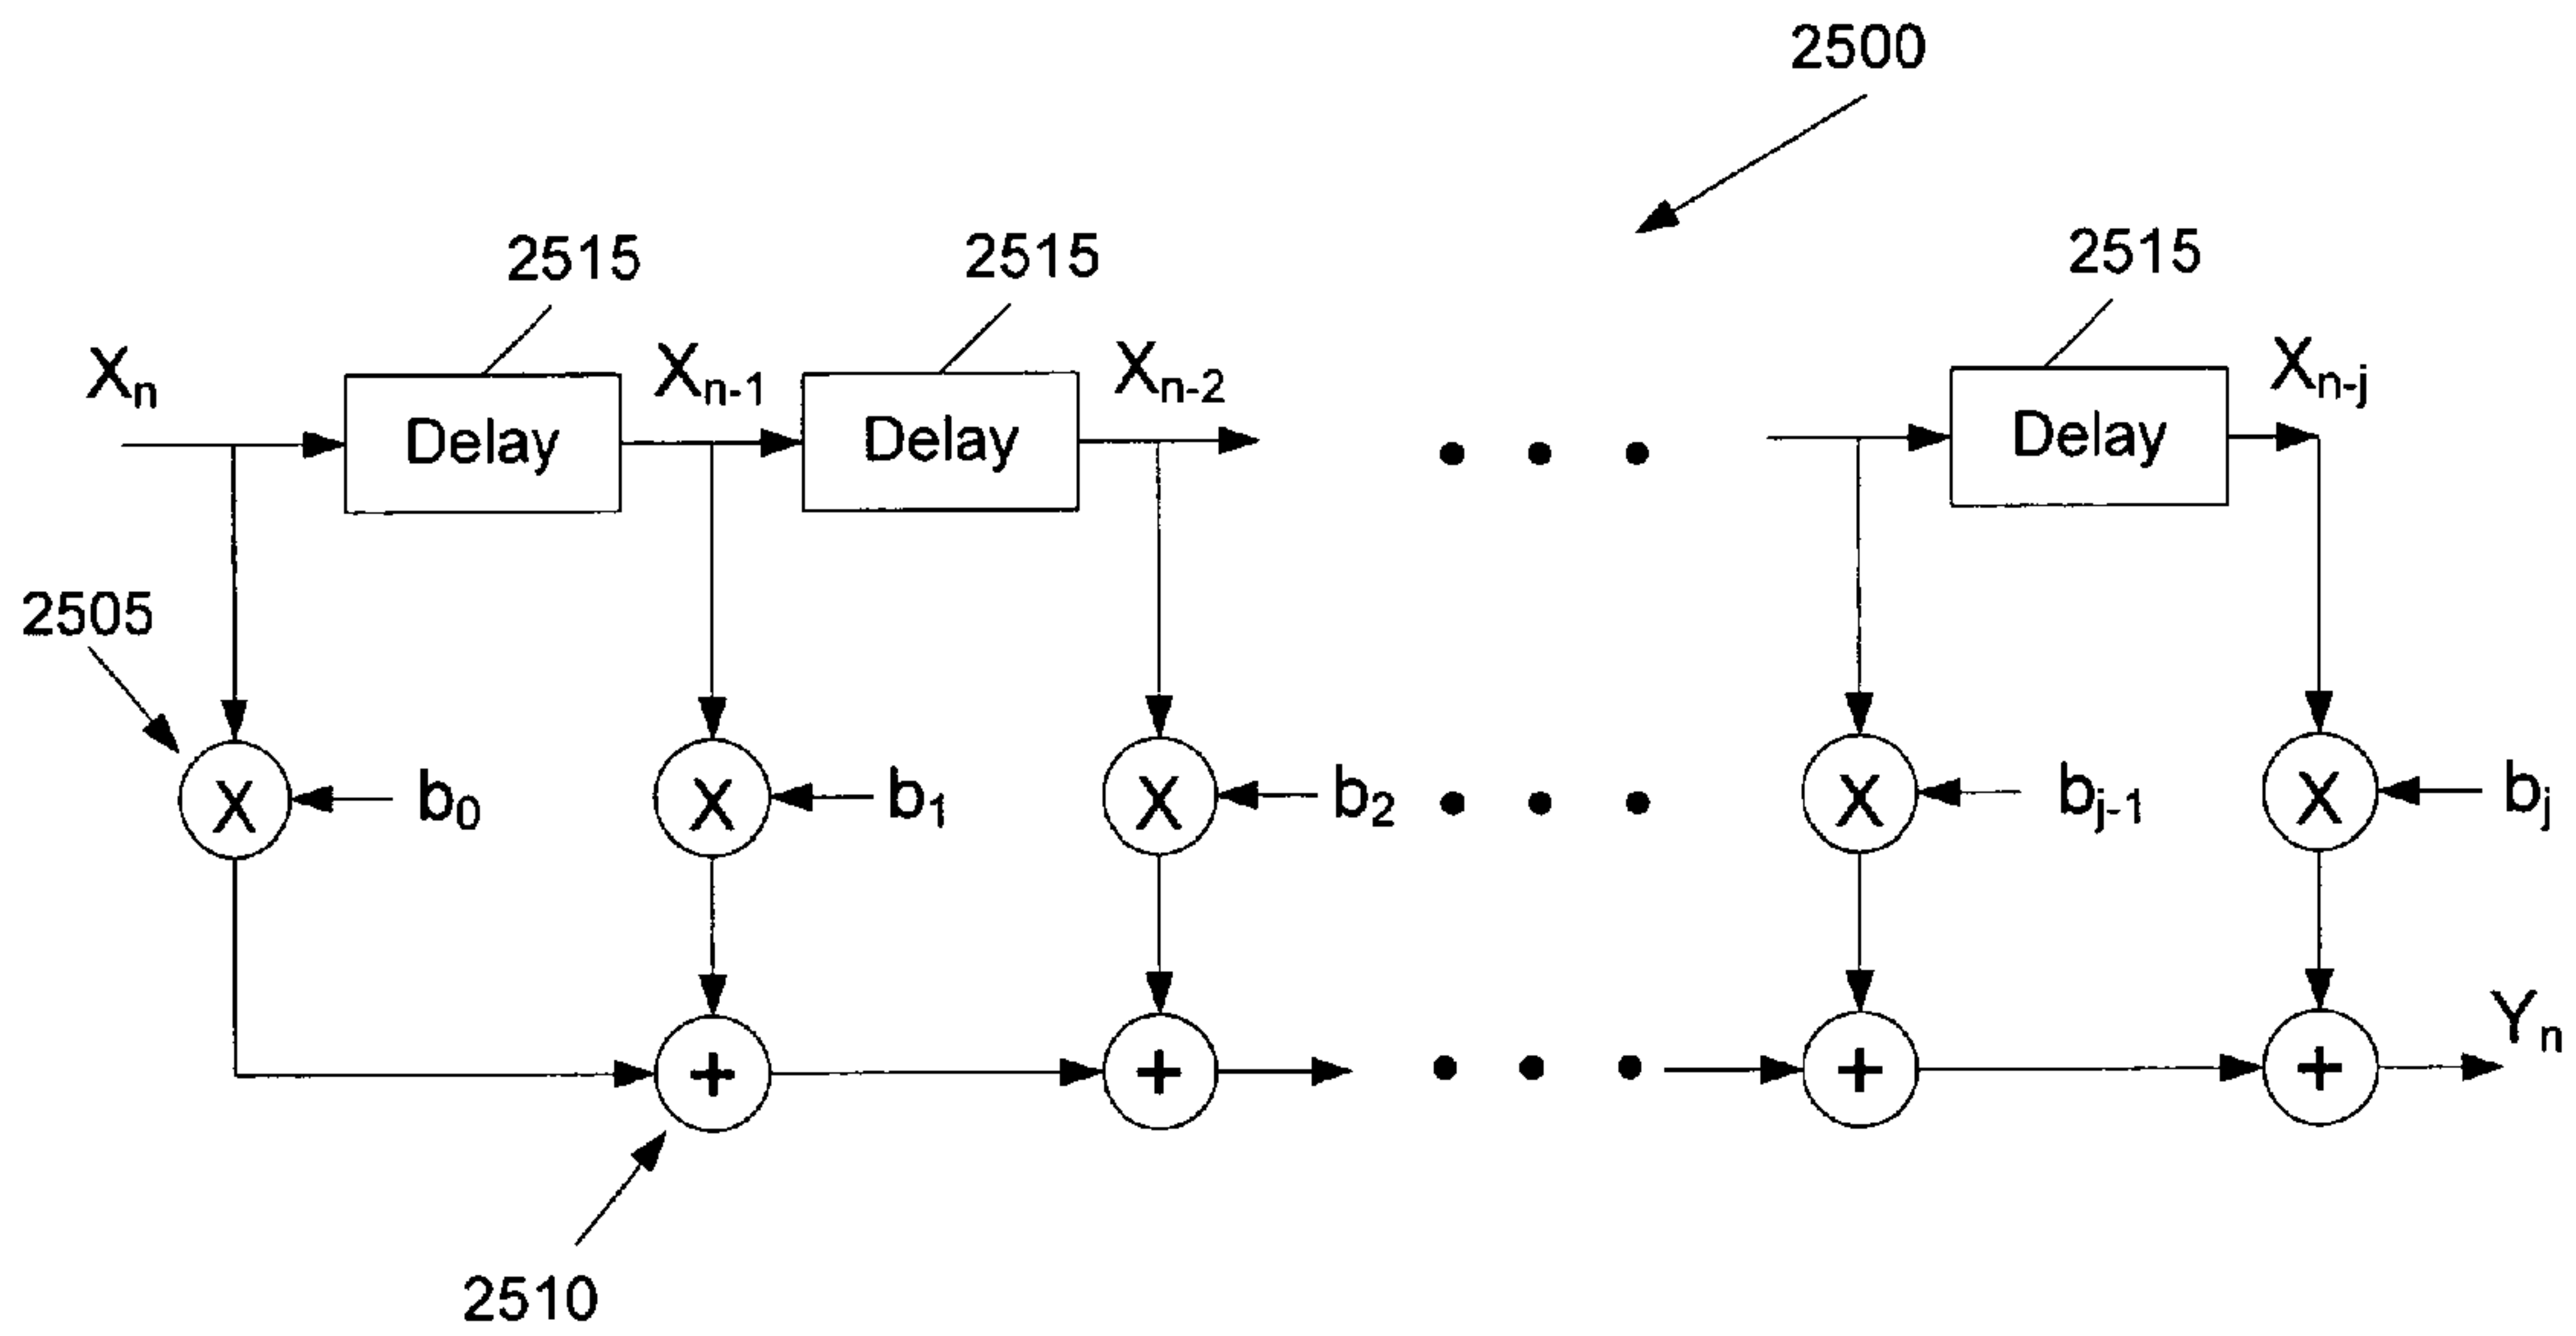 2500
2515 2515 2515
Xn Xn-1 Xn-2 Xn-j
Delay Delay Delay
2505
X b0 X b1 X b2 X bj-1 X bj
+ + + + Yn
2510